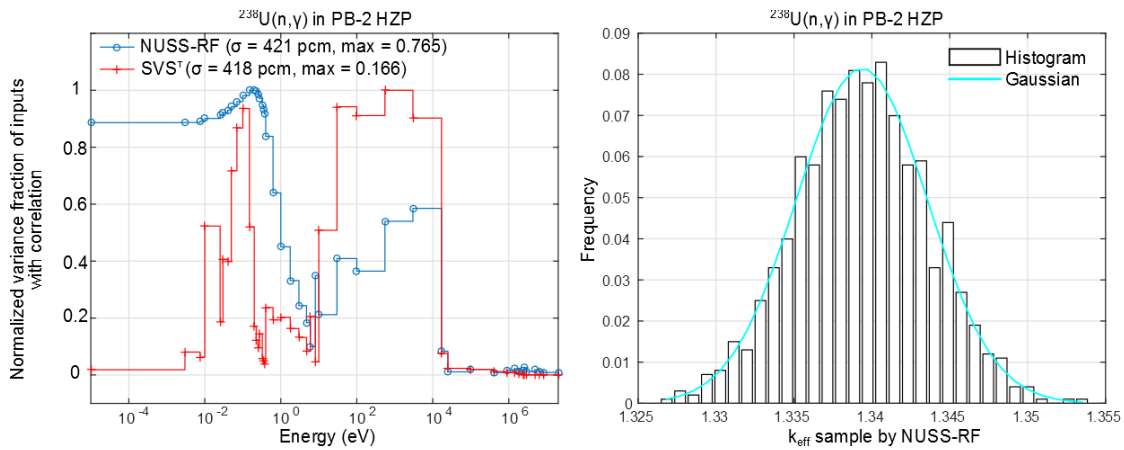 ²³⁸U(n,γ) in PB-2 HZP
NUSS-RF (σ = 421 pcm, max = 0.765)
SVSᵀ(σ = 418 pcm, max = 0.166)
Normalized variance fraction of inputs
with correlation
1
0.8
0.6
0.4
0.2
0
10⁻⁴
10⁻²
10⁰
10²
10⁴
10⁶
Energy (eV)
²³⁸U(n,γ) in PB-2 HZP
Histogram
Gaussian
Frequency
0.09
0.08
0.07
0.06
0.05
0.04
0.03
0.02
0.01
0
1.325
1.33
1.335
1.34
1.345
1.35
1.355
k_eff sample by NUSS-RF